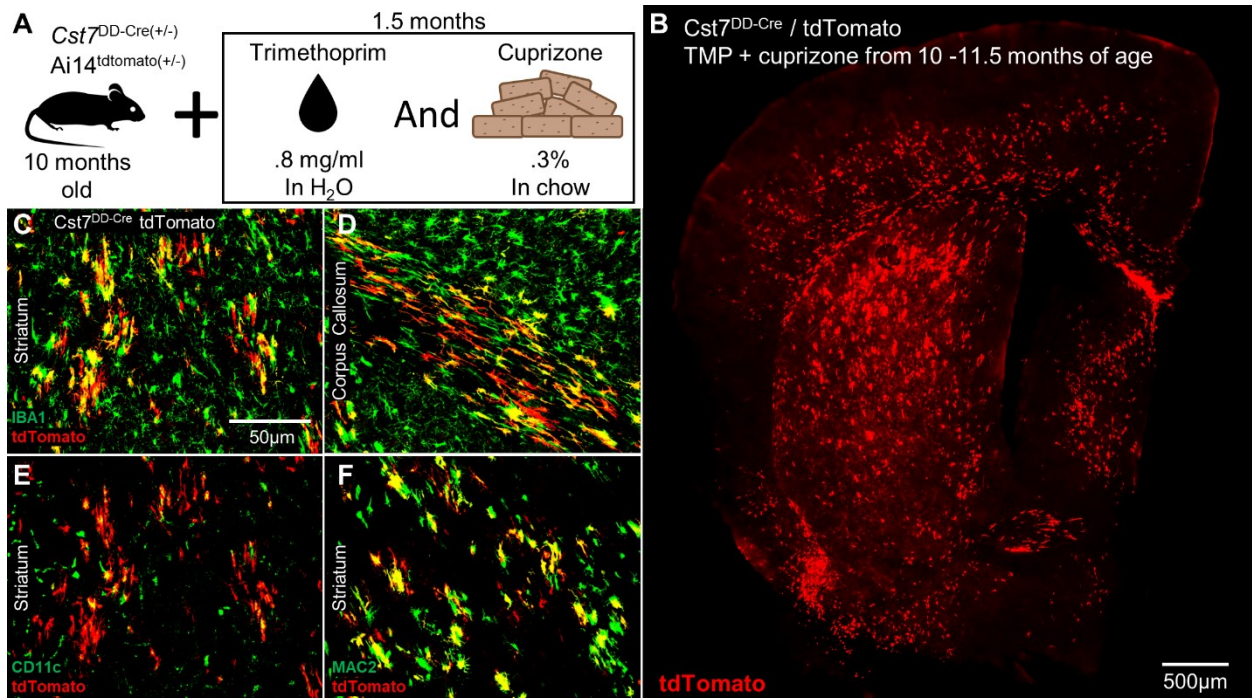 A
Cst7DD-Cre(+/-)
Ai14tdtomato(+/-)
10 months
old
1.5 months
Trimethoprim
.8 mg/ml
In H2O
And
Cuprizone
.3%
In chow
B
Cst7DD-Cre / tdTomato
TMP + cuprizone from 10 -11.5 months of age
tdTomato
500µm
C
Cst7DD-Cre tdTomato
Striatum
IBA1
tdTomato
50µm
D
Corpus Callosum
E
Striatum
CD11c
tdTomato
F
Striatum
MAC2
tdTomato